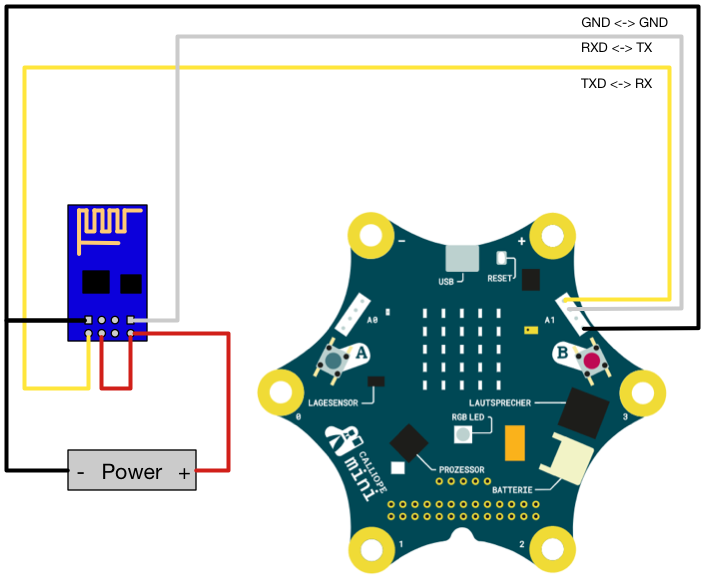 GND <-> GND
RXD <-> TX
TXD <-> RX
-
+
USB
RESET
A0
A1
A
B
LAGESENSOR
LAUTSPRECHER
0
3
RGB LED
CALLIOPE
mini
PROZESSOR
BATTERIE
- Power +
1
2